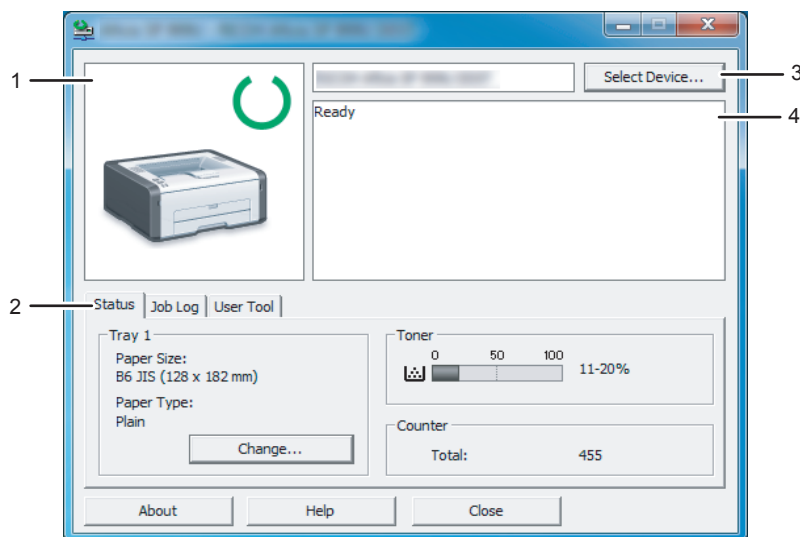 1
Select Device...
3
Ready
4
2
Status
Job Log
User Tool
Tray 1
Paper Size:
B6 JIS (128 x 182 mm)
Paper Type:
Plain
Change...
Toner
0 50 100
11-20%
Counter
Total: 455
About
Help
Close